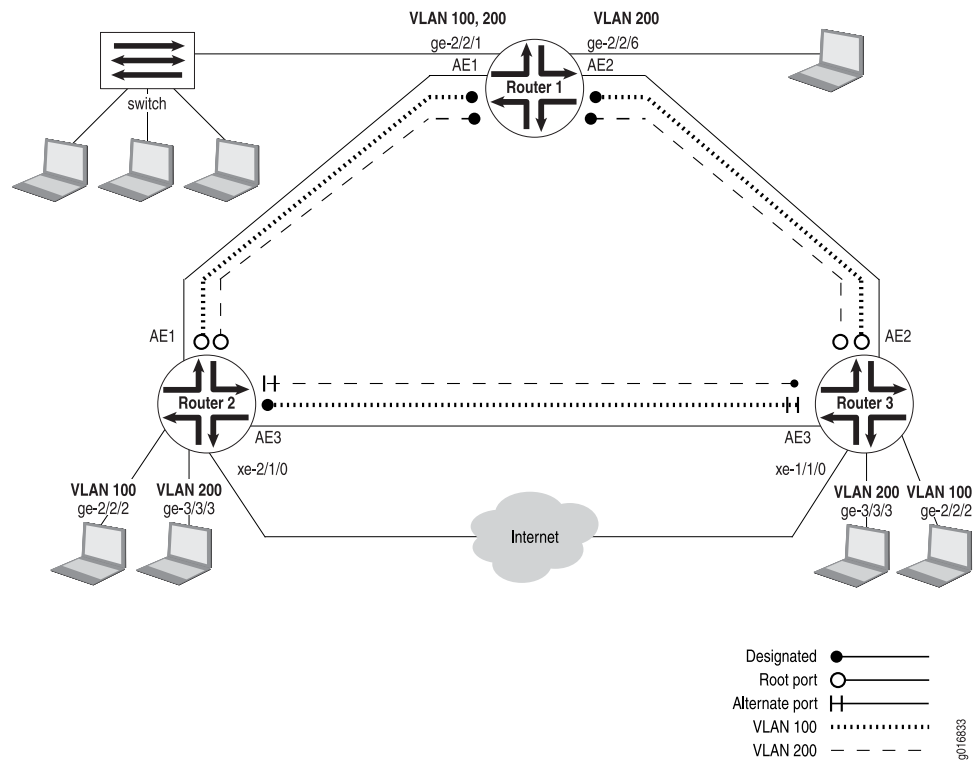 VLAN 100, 200
VLAN 200
ge-2/2/1
ge-2/2/6
AE1
AE2
Router 1
switch
AE1
AE2
Router 2
Router 3
AE3
AE3
xe-2/1/0
xe-1/1/0
VLAN 100
ge-2/2/2
VLAN 200
ge-3/3/3
VLAN 200
ge-3/3/3
VLAN 100
ge-2/2/2
Internet
Designated
Root port
Alternate port
VLAN 100
VLAN 200
g016833